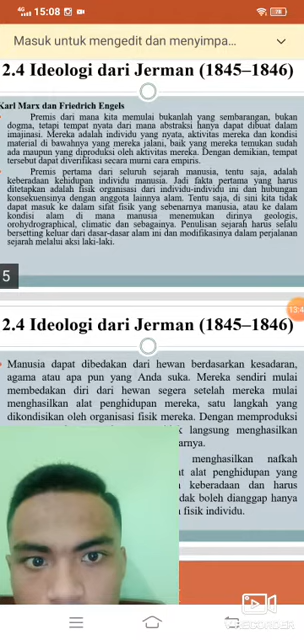 4G 15:08
71
Masuk untuk mengedit dan menyimpa...
2.4 Ideologi dari Jerman (1845–1846)
Karl Marx dan Friedrich Engels
Premis dari mana kita memulai bukanlah yang sembarangan, bukan
dogma, tetapi tempat nyata dari mana abstraksi hanya dapat dibuat dalam
imajinasi. Mereka adalah individu yang nyata, aktivitas mereka dan kondisi
material di bawahnya yang mereka jalani, baik yang mereka temukan sudah
ada maupun yang diproduksi oleh aktivitas mereka. Dengan demikian, tempat
tersebut dapat diverifikasi secara murni cara empiris.
Premis pertama dari seluruh sejarah manusia, tentu saja, adalah
keberadaan kehidupan individu manusia. Jadi fakta pertama yang harus
ditetapkan adalah fisik organisasi dari individu-individu ini dan hubungan
konsekuensinya dengan anggota lainnya alam. Tentu saja, di sini kita tidak
dapat masuk ke dalam sifat fisik yang sebenarnya manusia, atau ke dalam
kondisi alam di mana manusia menemukan dirinya geologis,
orohydrographical, climatic dan sebagainya. Penulisan sejarah harus selalu
bersetting keluar dari dasar-dasar alam ini dan modifikasinya dalam perjalanan
sejarah melalui aksi laki-laki.
5
13:4
2.4 Ideologi dari Jerman (1845–1846)
Manusia dapat dibedakan dari hewan berdasarkan kesadaran,
agama atau apa pun yang Anda suka. Mereka sendiri mulai
membedakan diri dari hewan segera setelah mereka mulai
menghasilkan alat penghidupan mereka, satu langkah yang
dikondisikan oleh organisasi fisik mereka. Dengan memproduksi
langsung menghasilkan
arnya.
menghasilkan nafkah
alat penghidupan yang
keberadaan dan harus
dak boleh dianggap hanya
fisik individu.
RECORDER